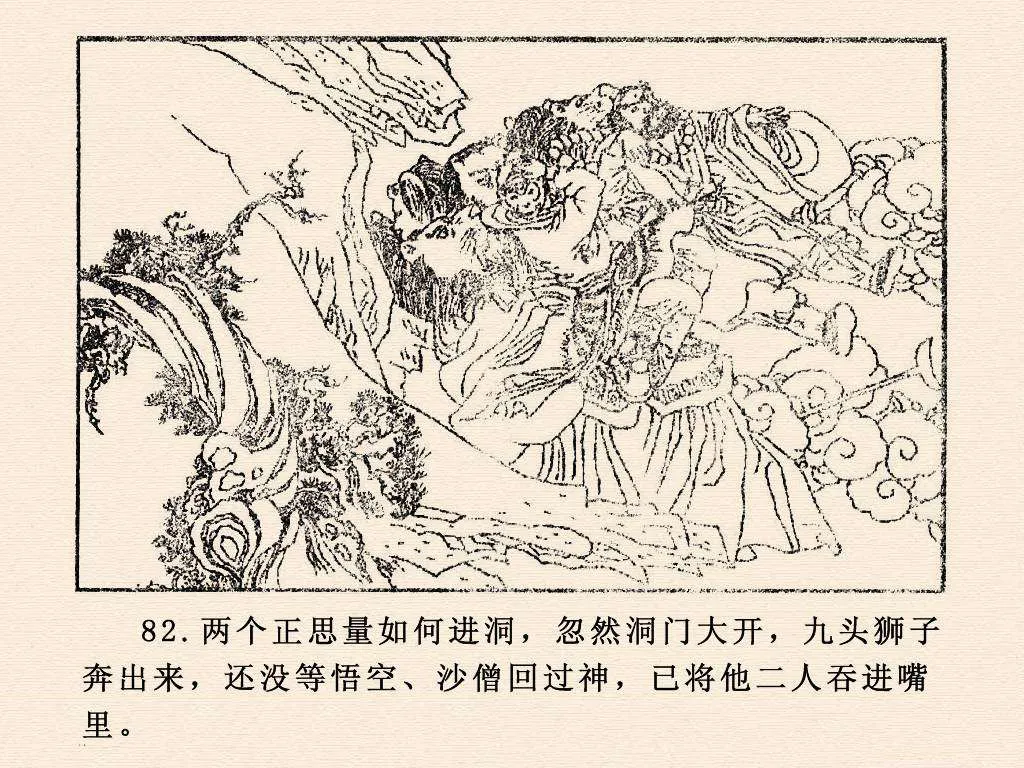 82.两个正思量如何进洞，忽然洞门大开，九头狮子
奔出来，还没等悟空、沙僧回过神，已将他二人吞进嘴
里。